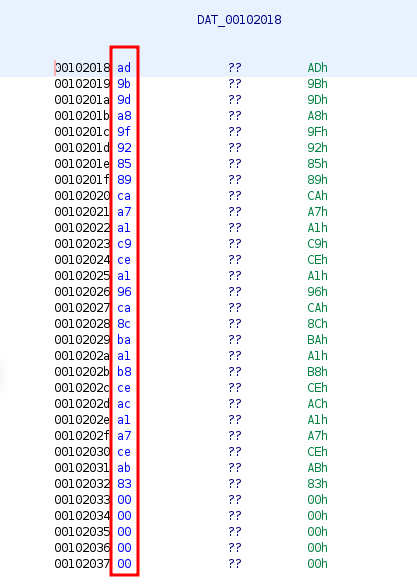 DAT_00102018
00102018 ad ?? ADh
00102019 9b ?? 9Bh
0010201a 9d ?? 9Dh
0010201b a8 ?? A8h
0010201c 9f ?? 9Fh
0010201d 92 ?? 92h
0010201e 85 ?? 85h
0010201f 89 ?? 89h
00102020 ca ?? CAh
00102021 a7 ?? A7h
00102022 a1 ?? A1h
00102023 c9 ?? C9h
00102024 ce ?? CEh
00102025 a1 ?? A1h
00102026 96 ?? 96h
00102027 ca ?? CAh
00102028 8c ?? 8Ch
00102029 ba ?? BAh
0010202a a1 ?? A1h
0010202b b8 ?? B8h
0010202c ce ?? CEh
0010202d ac ?? ACh
0010202e a1 ?? A1h
0010202f a7 ?? A7h
00102030 ce ?? CEh
00102031 ab ?? ABh
00102032 83 ?? 83h
00102033 00 ?? 00h
00102034 00 ?? 00h
00102035 00 ?? 00h
00102036 00 ?? 00h
00102037 00 ?? 00h